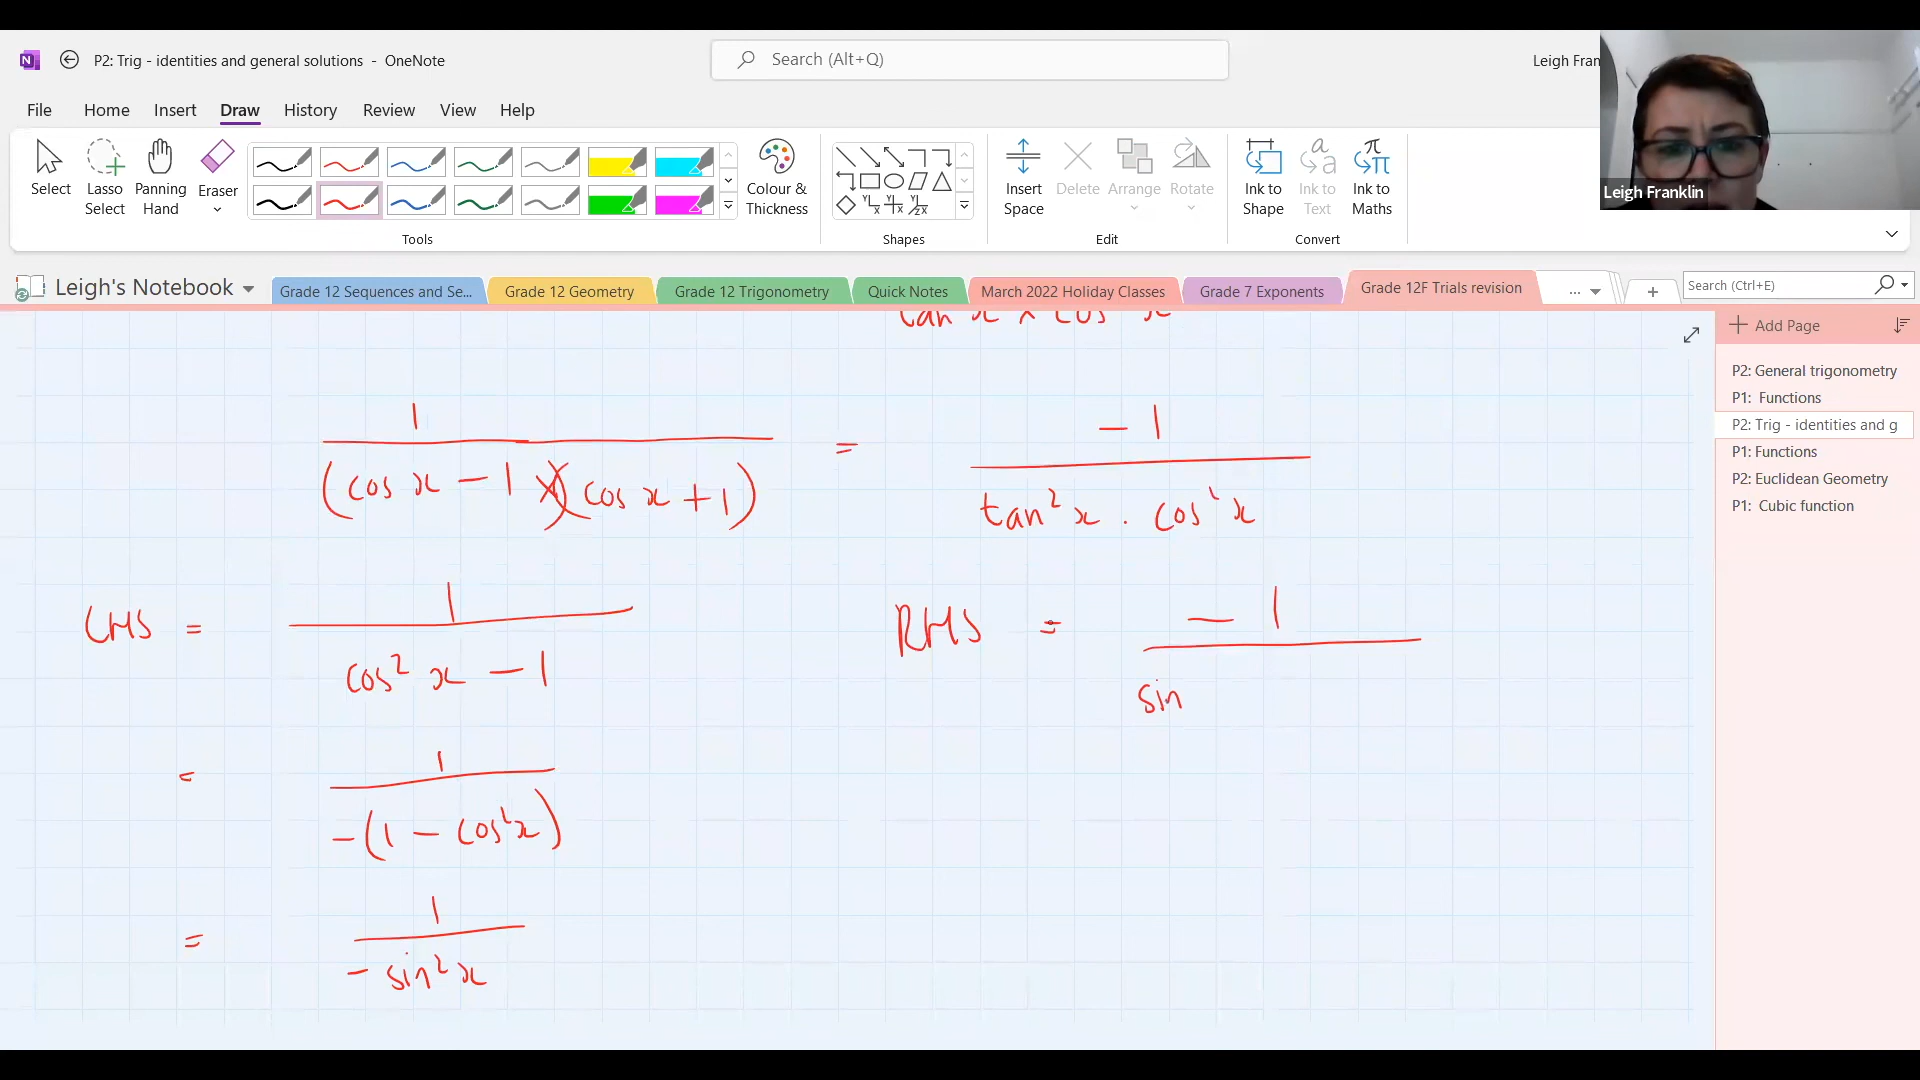 P2: Trig - identities and general solutions - OneNote
Search (Alt+Q)
Leigh Fran
Leigh Franklin
File Home Insert Draw History Review View Help
Select
Lasso Select
Panning Hand
Eraser
Colour & Thickness
Insert Space
Delete
Arrange
Rotate
Ink to Shape
Ink to Text
Ink to Maths
Tools Shapes Edit Convert
Leigh's Notebook
Grade 12 Sequences and Se...
Grade 12 Geometry
Grade 12 Trigonometry
Quick Notes
March 2022 Holiday Classes
Grade 7 Exponents
Grade 12F Trials revision
...
Search (Ctrl+E)
Add Page
P2: General trigonometry
P1: Functions
P2: Trig - identities and g
P1: Functions
P2: Euclidean Geometry
P1: Cubic function
tan x × cos x
1 / (cos x − 1)(cos x + 1) = −1 / tan² x . cos² x
LHS = 1 / cos² x − 1
RHS = −1 / sin
= 1 / −(1 − cos² x)
= 1 / − sin² x